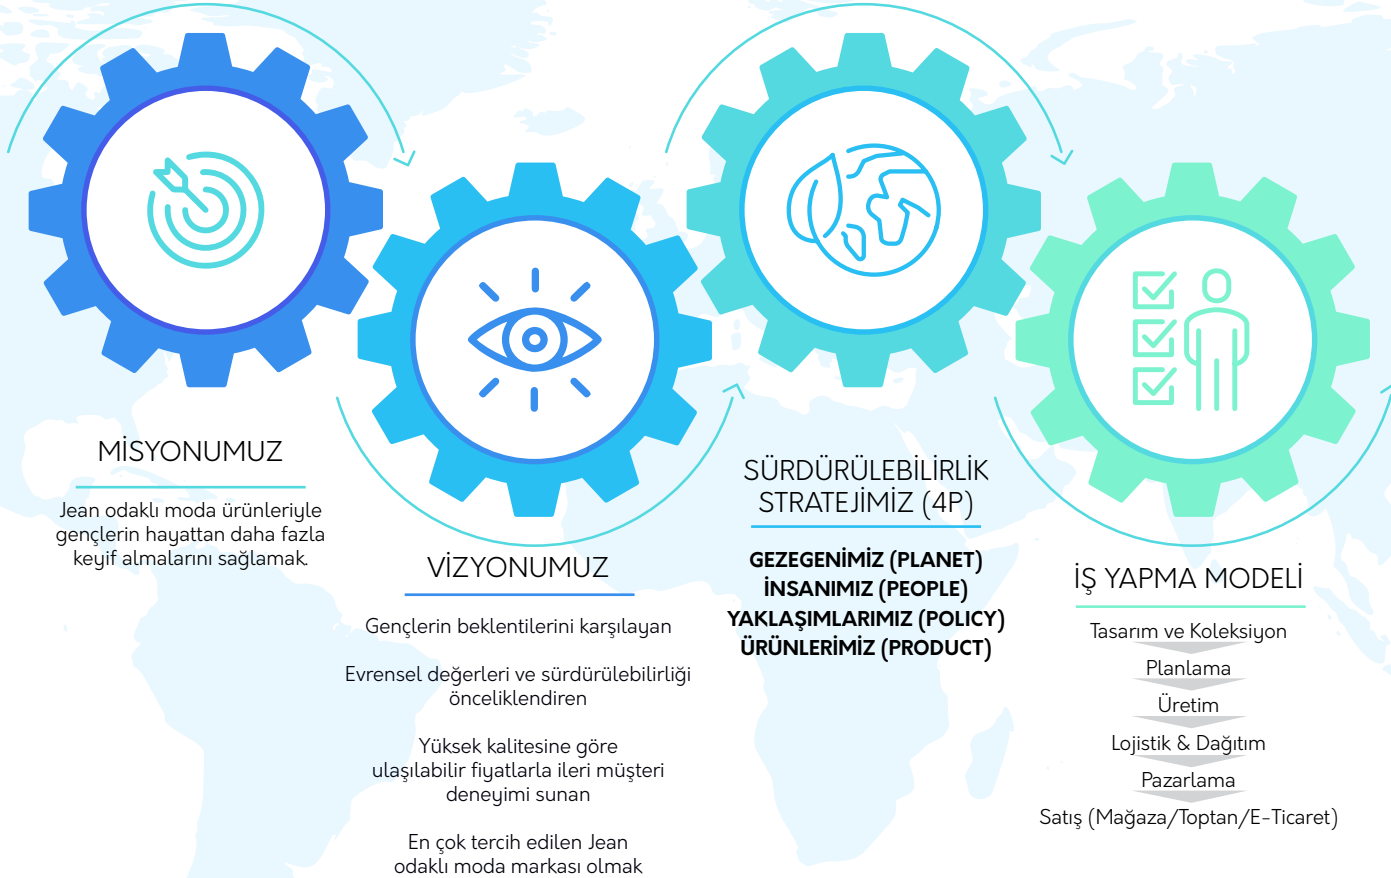 MİSYONUMUZ
Jean odaklı moda ürünleriyle
gençlerin hayattan daha fazla
keyif almalarını sağlamak.
VİZYONUMUZ
Gençlerin beklentilerini karşılayan
Evrensel değerleri ve sürdürülebilirliği
önceliklendiren
Yüksek kalitesine göre
ulaşılabilir fiyatlarla ileri müşteri
deneyimi sunan
En çok tercih edilen Jean
odaklı moda markası olmak
SÜRDÜRÜLEBİLİRLİK
STRATEJİMİZ (4P)
GEZEGENİMİZ (PLANET)
İNSANIMIZ (PEOPLE)
YAKLAŞIMLARIMIZ (POLICY)
ÜRÜNLERİMİZ (PRODUCT)
İŞ YAPMA MODELİ
Tasarım ve Koleksiyon
Planlama
Üretim
Lojistik & Dağıtım
Pazarlama
Satış (Mağaza/Toptan/E-Ticaret)